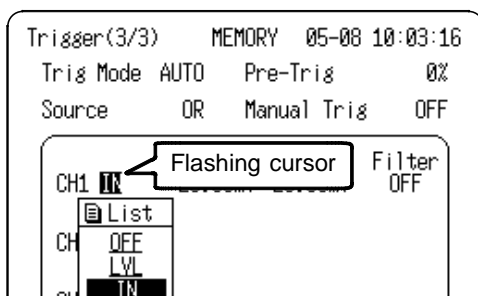 Trigger(3/3) MEMORY 05-08 10:03:16
Trig Mode AUTO Pre-Trig 0%
Source OR Manual Trig OFF
Flashing cursor
Filter
CH1 IN OFF
List
CH OFF
LVL
IN